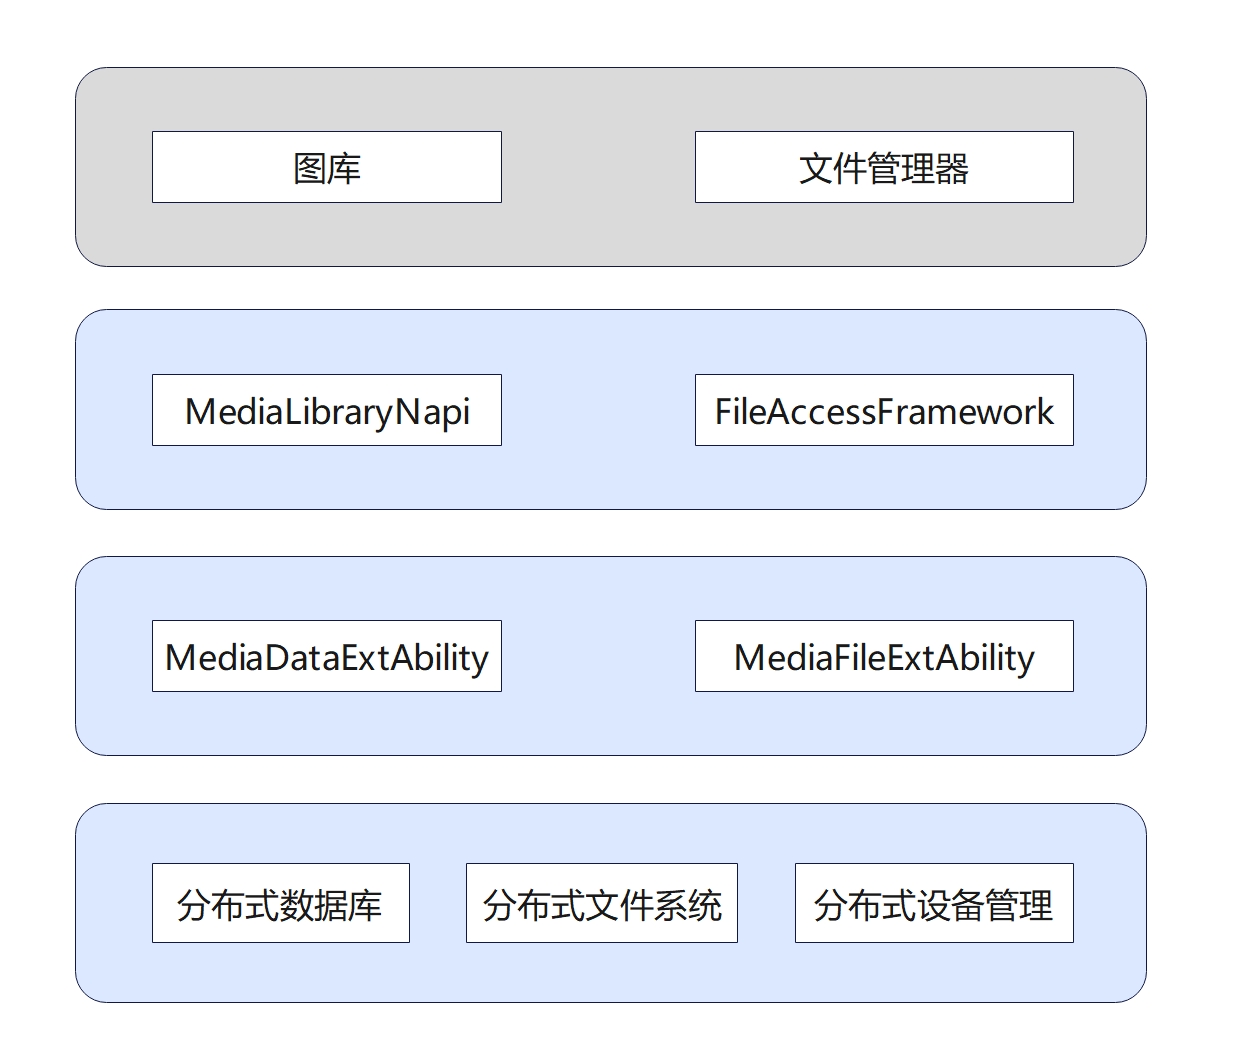 图库
文件管理器
MediaLibraryNapi
FileAccessFramework
MediaDataExtAbility
MediaFileExtAbility
分布式数据库
分布式文件系统
分布式设备管理